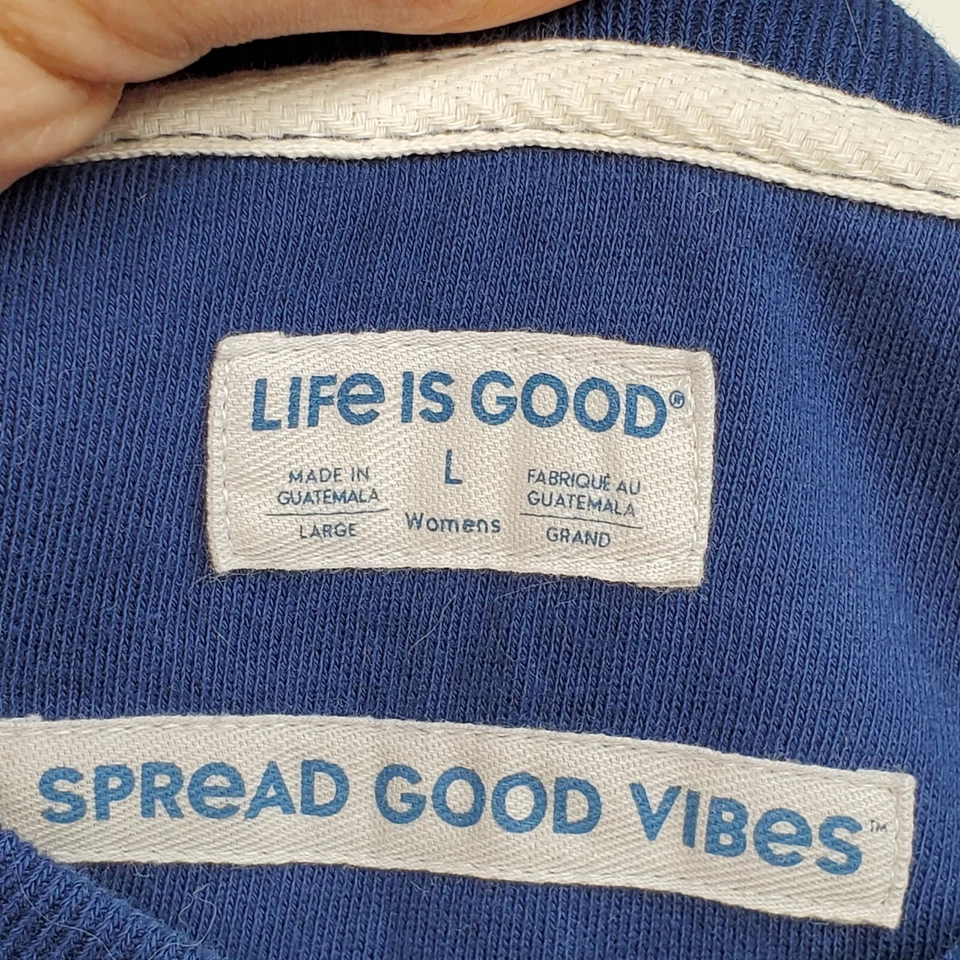 LIFe IS GOOD®
L
MADE IN
GUATEMALA
LARGE
Womens
FABRIQUÉ AU
GUATEMALA
GRAND
SPReAD GOOD VIBeS™